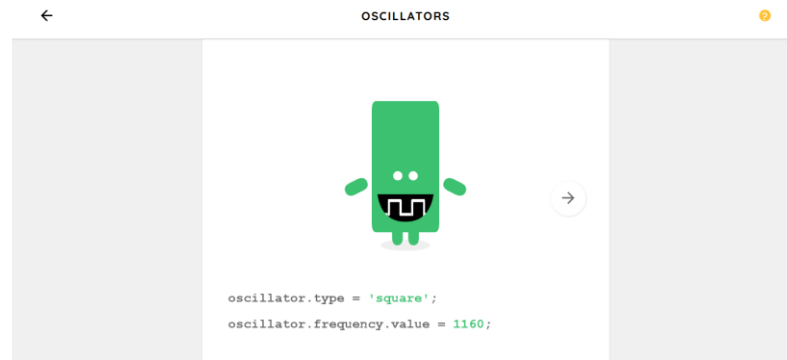 OSCILLATORS
?
oscillator.type = 'square';
oscillator.frequency.value = 1160;